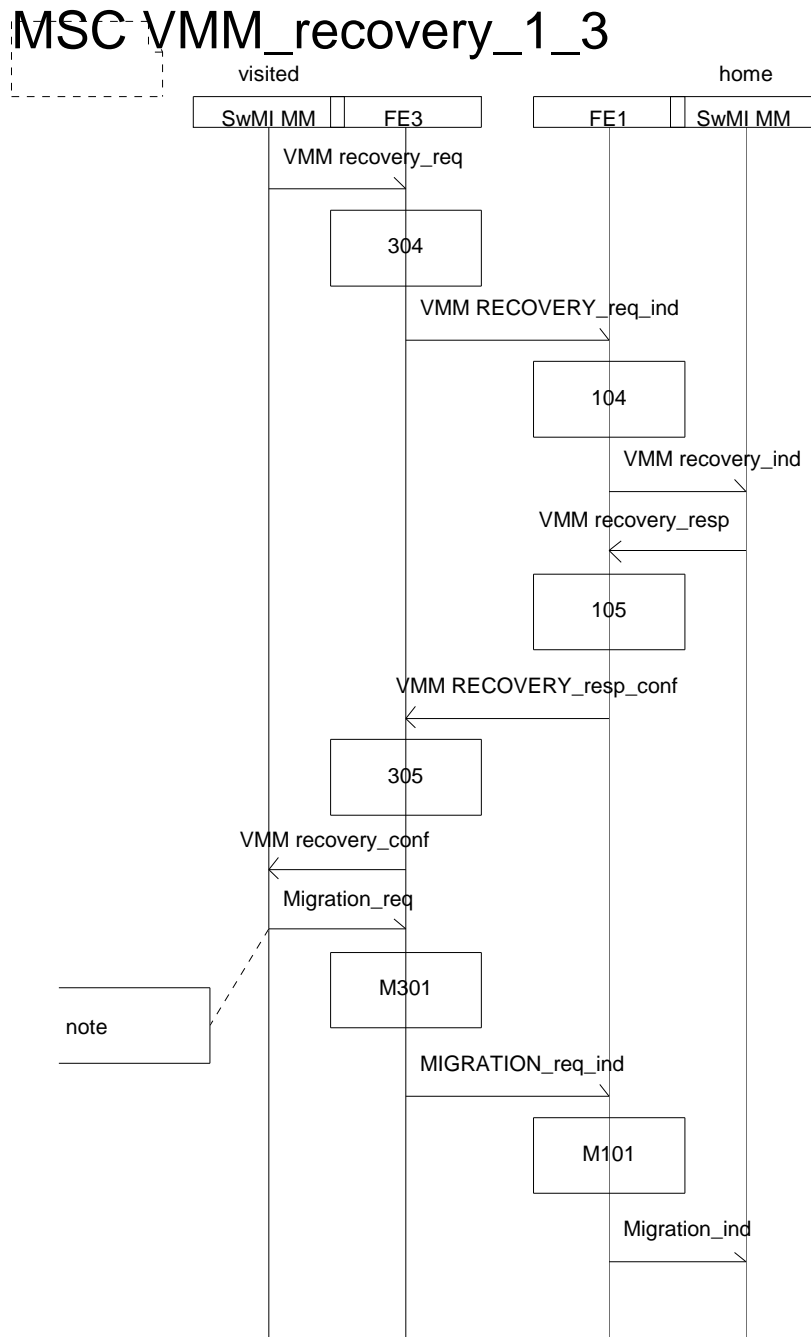 MSC VMM_recovery_1_3
visited home
SwMI MM FE3 FE1 SwMI MM
VMM recovery_req
304
VMM RECOVERY_req_ind
104
VMM recovery_ind
VMM recovery_resp
105
VMM RECOVERY_resp_conf
305
VMM recovery_conf
Migration_req
M301
note
MIGRATION_req_ind
M101
Migration_ind